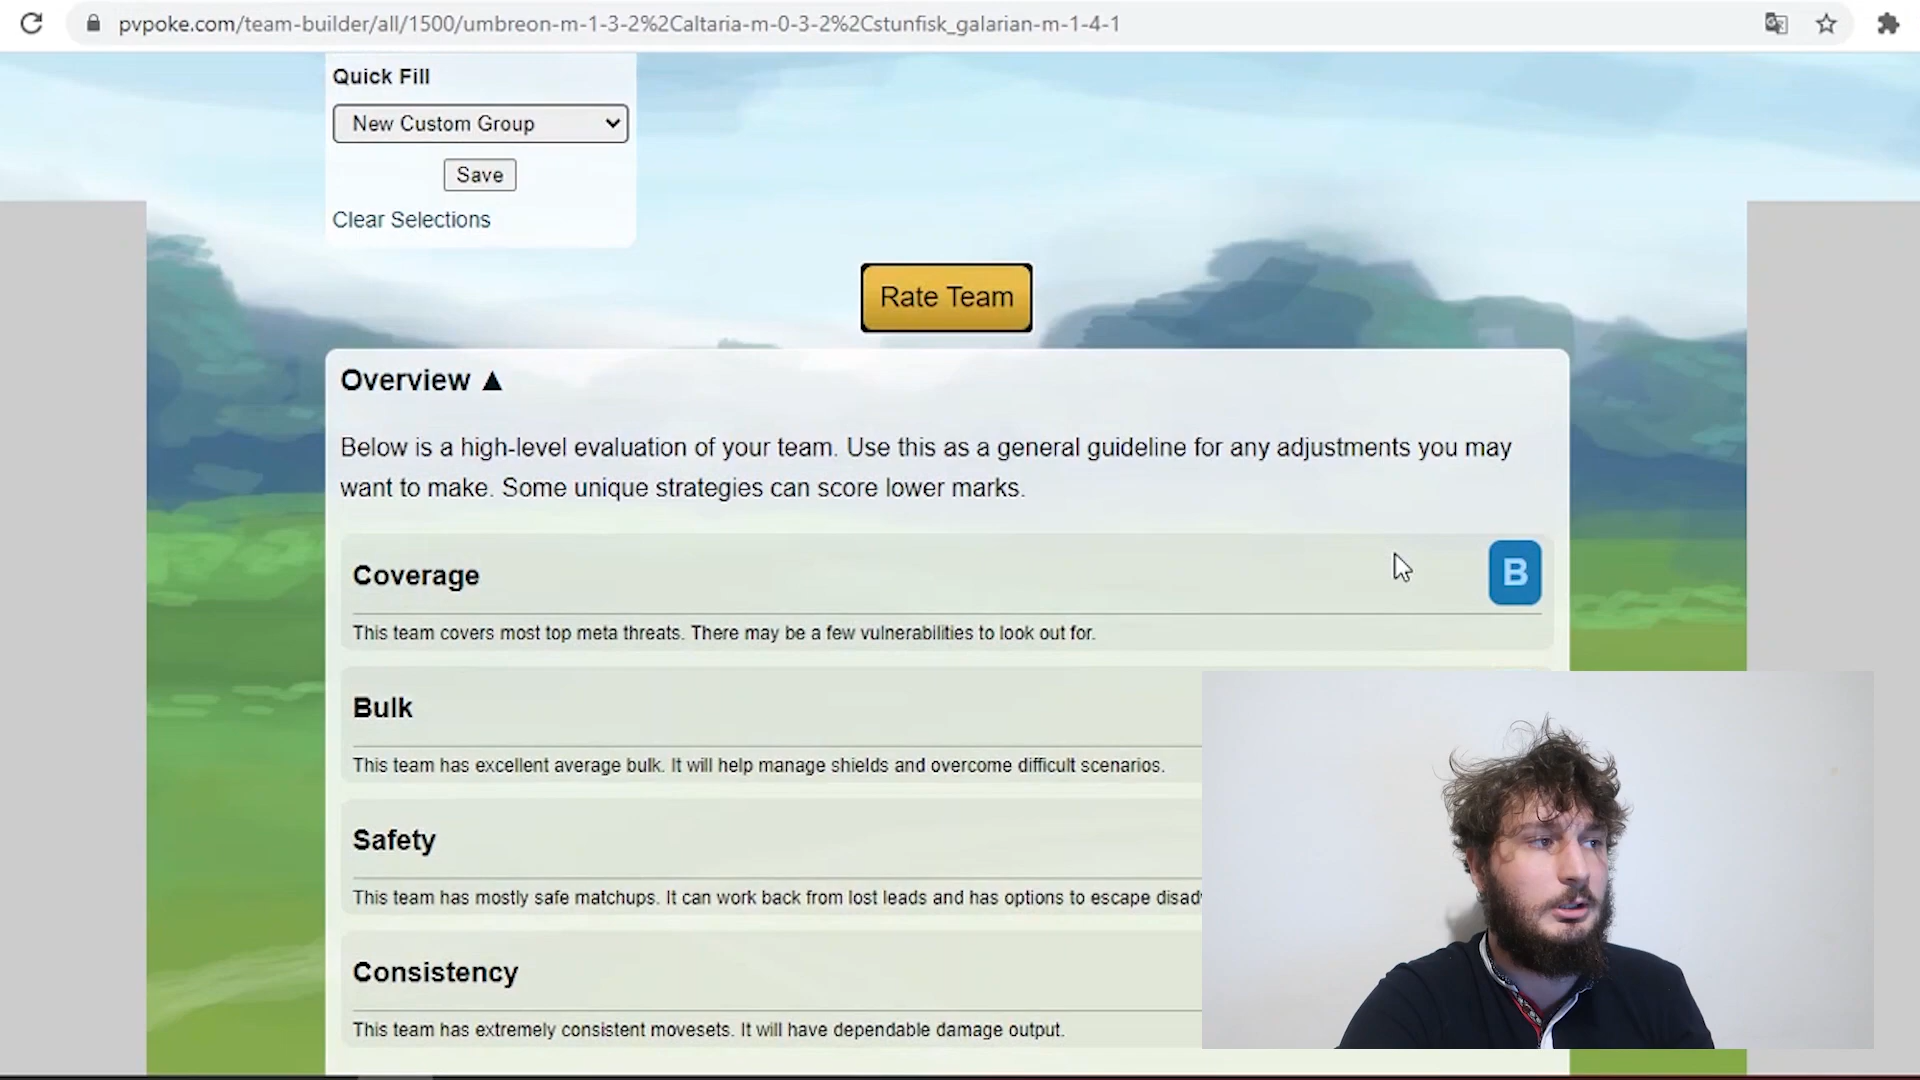 pvpoke.com/team-builder/all/1500/umbreon-m-1-3-2%2Caltaria-m-0-3-2%2Cstunfisk_galarian-m-1-4-1
Quick Fill
New Custom Group
Save
Clear Selections
Rate Team
Overview ▲
Below is a high-level evaluation of your team. Use this as a general guideline for any adjustments you may
want to make. Some unique strategies can score lower marks.
Coverage
B
This team covers most top meta threats. There may be a few vulnerabilities to look out for.
Bulk
This team has excellent average bulk. It will help manage shields and overcome difficult scenarios.
Safety
This team has mostly safe matchups. It can work back from lost leads and has options to escape
Consistency
This team has extremely consistent movesets. It will have dependable damage output.